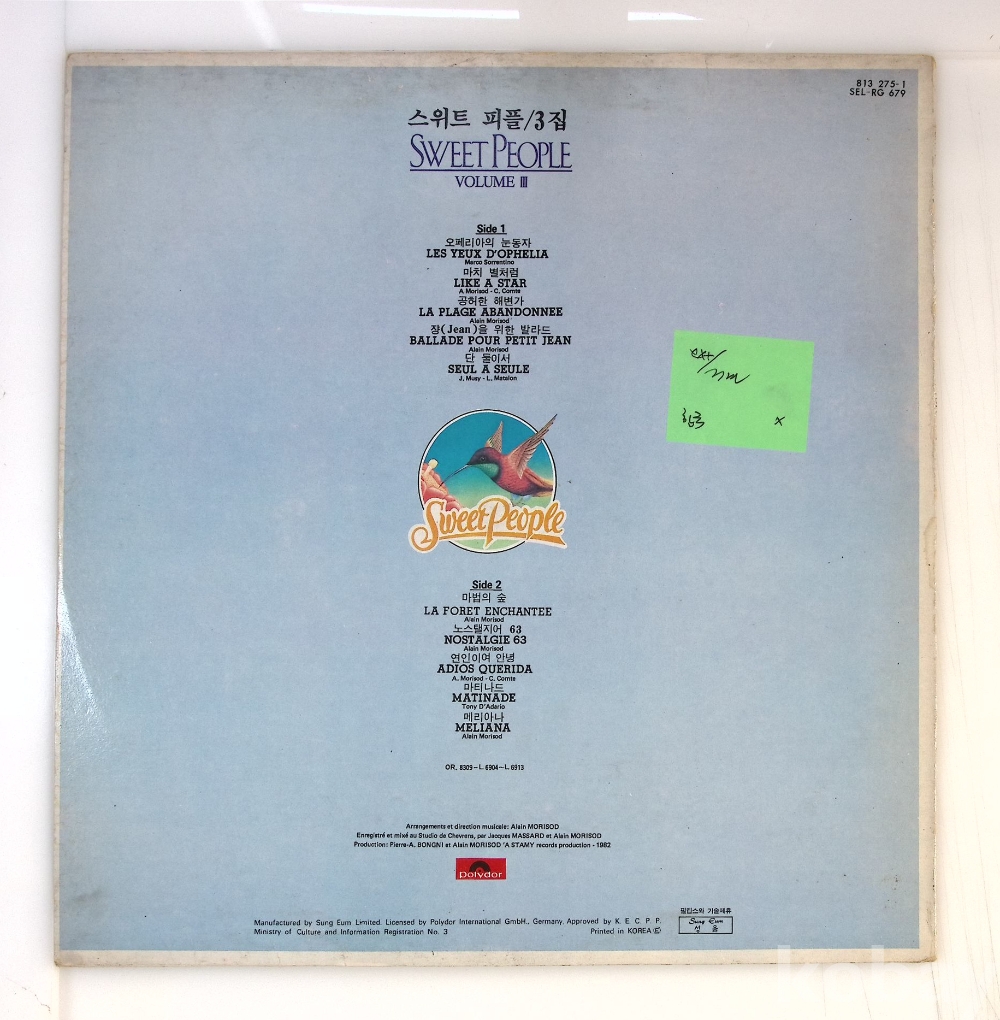 813 275-1
SEL-RG 679
스위트 피플/3집
SWEET PEOPLE
VOLUME III
Side 1
오페리아의 눈동자
LES YEUX D'OPHELIA
Marco Sorrentino
마치 별처럼
LIKE A STAR
A. Morisod - C. Comte
공허한 해변가
LA PLAGE ABANDONNEE
Alain Morisod
쟝(Jean)을 위한 발라드
BALLADE POUR PETIT JEAN
Alain Morisod
단 둘이서
SEUL A SEULE
J. Musy - L. Matalon
Sweet People
Side 2
마법의 숲
LA FORET ENCHANTEE
Alain Morisod
노스탤지어 63
NOSTALGIE 63
Alain Morisod
연인이여 안녕
ADIOS QUERIDA
A. Morisod - C. Comte
마티나드
MATINADE
Tony D'Adario
메리아나
MELIANA
Alain Morisod
OR. 8309-L.6904-L.6913
Arrangements et direction musicale: Alain MORISOD
Enregistré et mixé au Studio de Chevrens, par Jacques MASSARD et Alain MORISOD
Production: Pierre-A. BONGNI et Alain MORISOD 'A STAMY records production - 1982
polydor
Manufactured by Sung Eum Limited. Licensed by Polydor International GmbH., Germany. Approved by K. E. C. P. P.
Ministry of Culture and Information Registration No. 3 Printed in KOREA Ⓔ
필립스와 기술제휴
Sung Eum
성 음